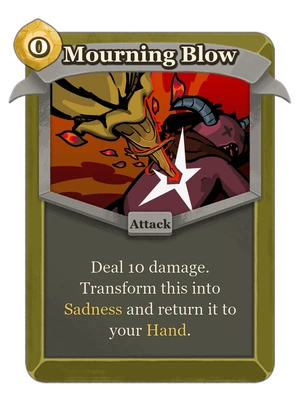 0
Mourning Blow
Attack
Deal 10 damage.
Transform this into
Sadness and return it to
your Hand.